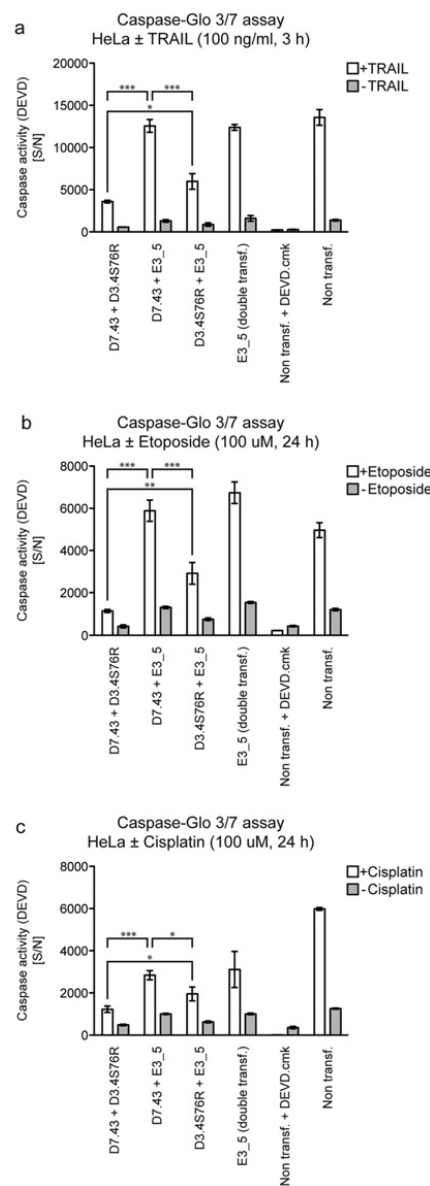 a
Caspase-Glo 3/7 assay
HeLa ± TRAIL (100 ng/ml, 3 h)
+TRAIL
-TRAIL
Caspase activity (DEVD)
[S/N]
20000
15000
10000
5000
0
***
***
*
D7.43 + D3.4S76R
D7.43 + E3_5
D3.4S76R + E3_5
E3_5 (double transf.)
Non transf. + DEVD.cmk
Non transf.
b
Caspase-Glo 3/7 assay
HeLa ± Etoposide (100 uM, 24 h)
+Etoposide
-Etoposide
Caspase activity (DEVD)
[S/N]
8000
6000
4000
2000
0
***
***
**
D7.43 + D3.4S76R
D7.43 + E3_5
D3.4S76R + E3_5
E3_5 (double transf.)
Non transf. + DEVD.cmk
Non transf.
c
Caspase-Glo 3/7 assay
HeLa ± Cisplatin (100 uM, 24 h)
+Cisplatin
-Cisplatin
Caspase activity (DEVD)
[S/N]
8000
6000
4000
2000
0
***
*
*
D7.43 + D3.4S76R
D7.43 + E3_5
D3.4S76R + E3_5
E3_5 (double transf.)
Non transf. + DEVD.cmk
Non transf.